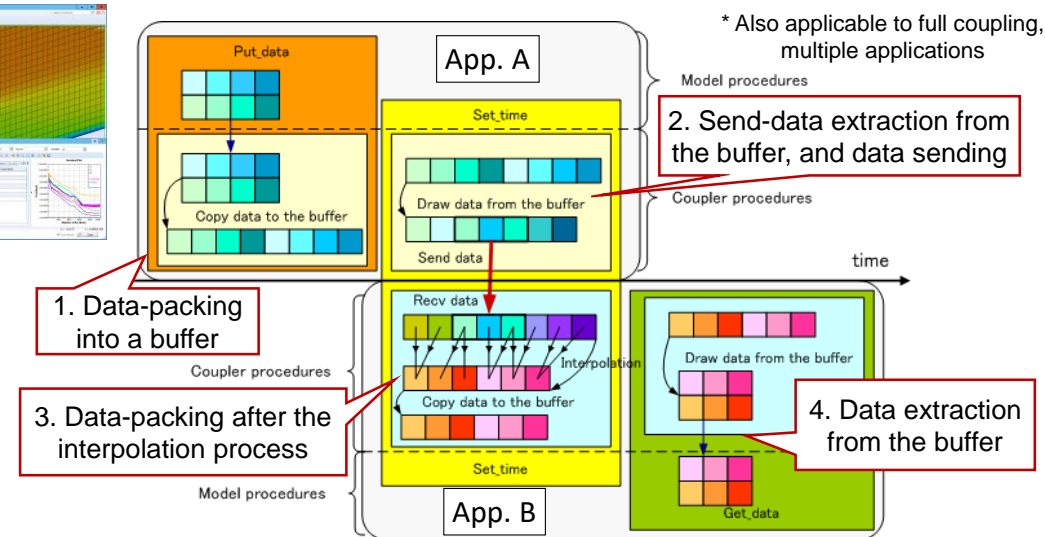 * Also applicable to full coupling,
multiple applications
Put_data
App. A
Model procedures
Set_time
2. Send-data extraction from
the buffer, and data sending
Copy data to the buffer
Draw data from the buffer
Coupler procedures
Send data
time
1. Data-packing
into a buffer
Recv data
Interpolation
Draw data from the buffer
Coupler procedures
Copy data to the buffer
3. Data-packing after the
interpolation process
4. Data extraction
from the buffer
Set_time
Model procedures
App. B
Get_data